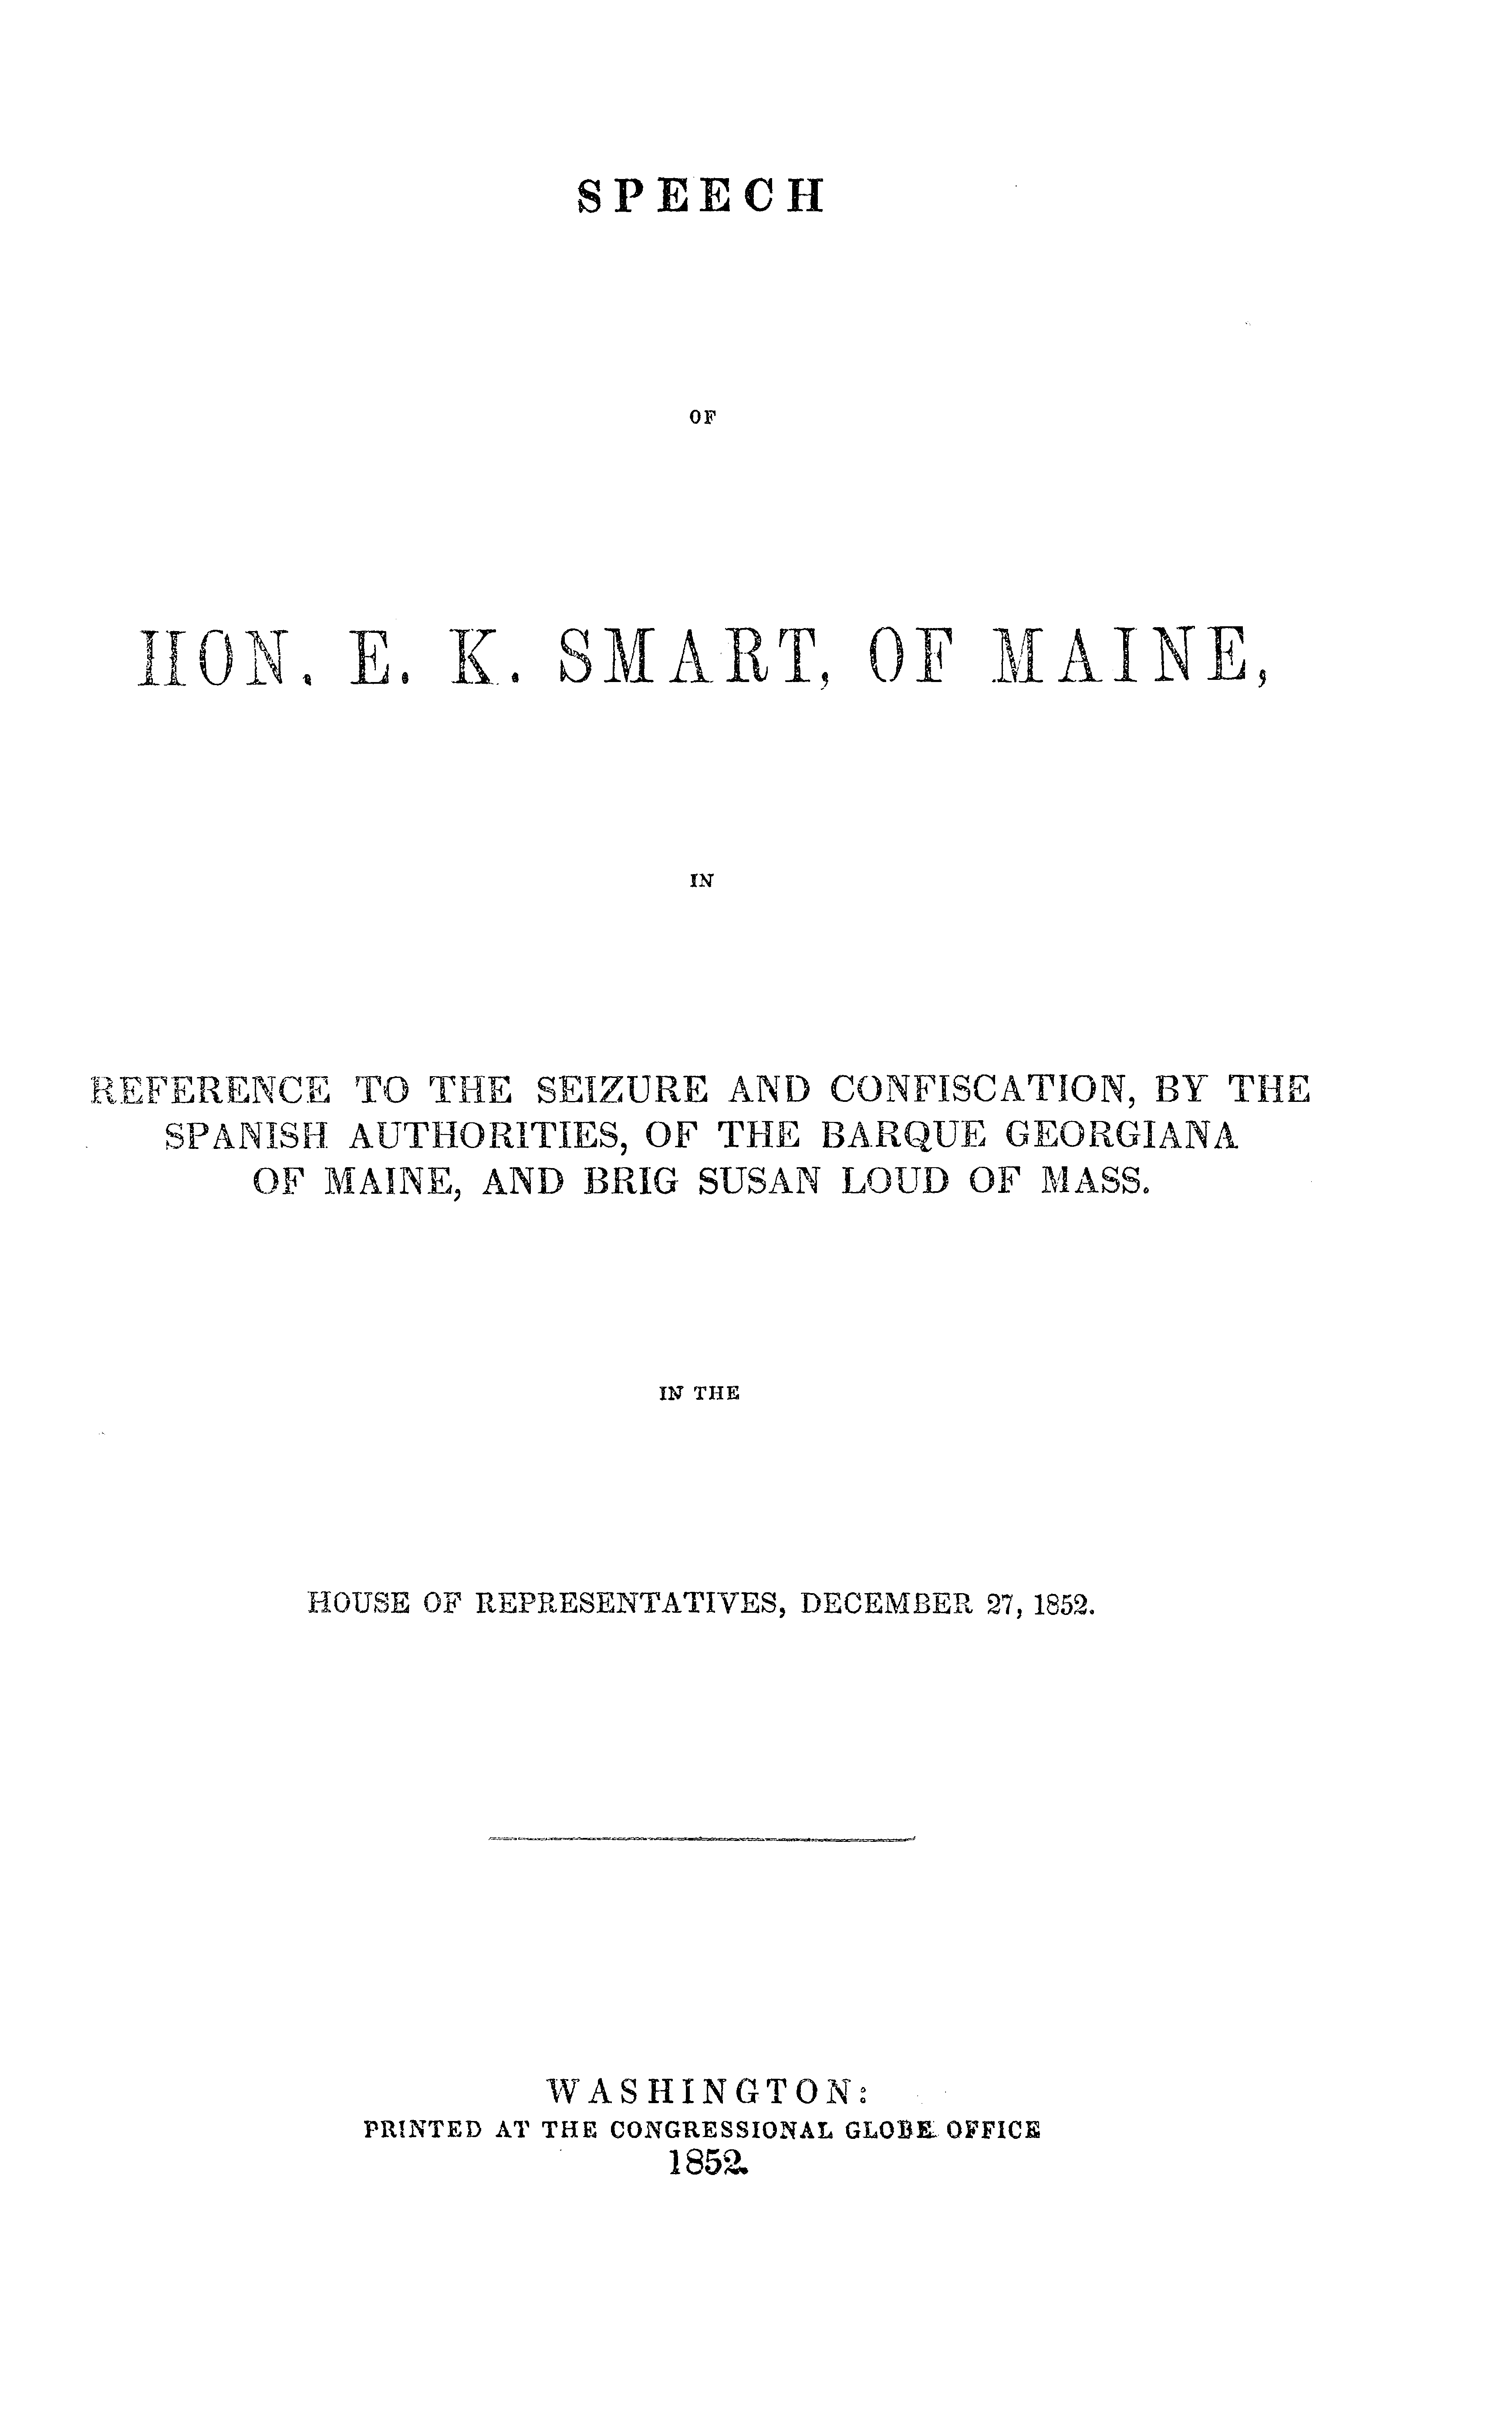 SPEECH
OF
HON. E. K. SMART, OF MAINE,
IN
REFERENCE TO THE SEIZURE AND CONFISCATION, BY THE
SPANISH AUTHORITIES, OF THE BARQUE GEORGIANA
OF MAINE, AND BRIG SUSAN LOUD OF MASS.
IN THE
HOUSE OF REPRESENTATIVES, DECEMBER 27, 1852.
WASHINGTON:
PRINTED AT THE CONGRESSIONAL GLOBE OFFICE
1852.